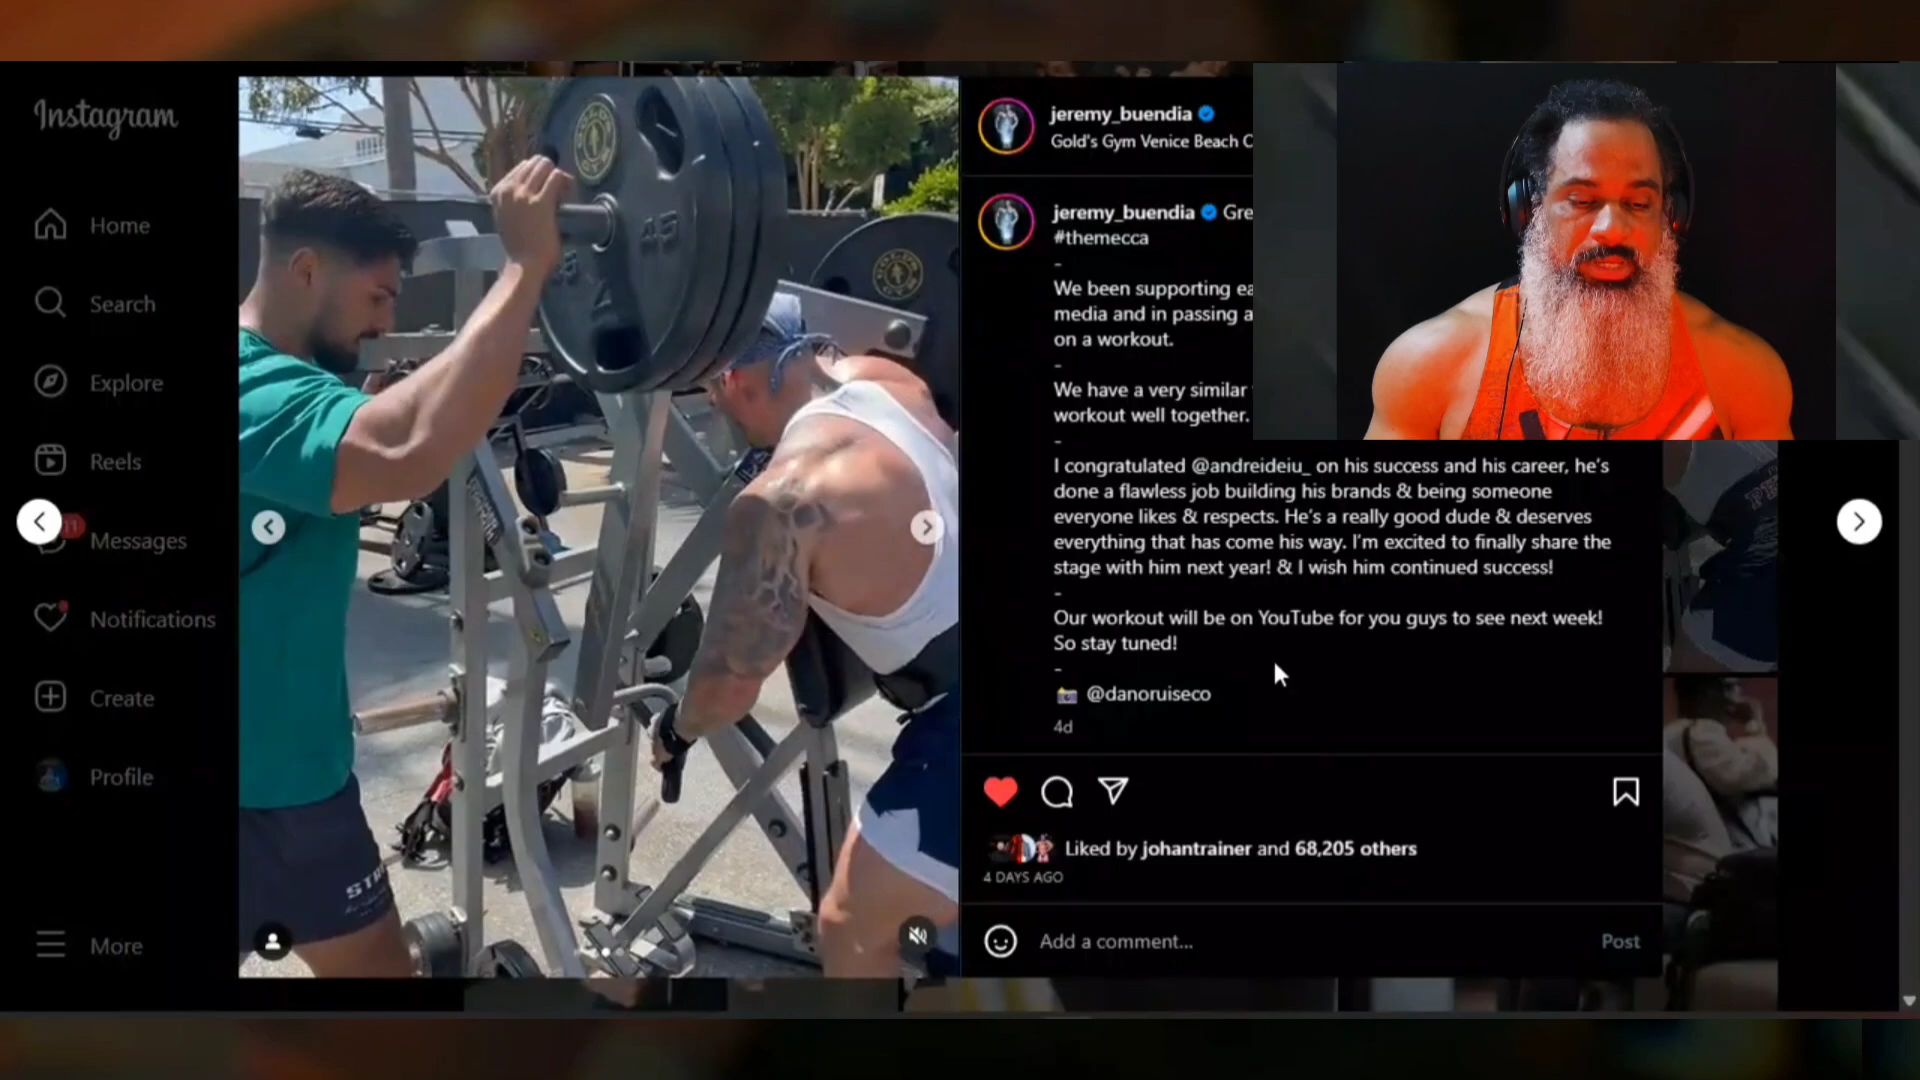 Instagram
Home
Search
Explore
Reels
11
Messages
Notifications
Create
Profile
More
45
STR
jeremy_buendia
Gold's Gym Venice Beach C
jeremy_buendia Gre
#themecca
-
We been supporting ea
media and in passing a
on a workout.
-
We have a very similar
workout well together.
-
I congratulated @andreideiu_ on his success and his career, he's
done a flawless job building his brands & being someone
everyone likes & respects. He's a really good dude & deserves
everything that has come his way. I'm excited to finally share the
stage with him next year! & I wish him continued success!
-
Our workout will be on YouTube for you guys to see next week!
So stay tuned!
-
@danoruiseco
4d
Liked by johantrainer and 68,205 others
4 DAYS AGO
Add a comment... Post